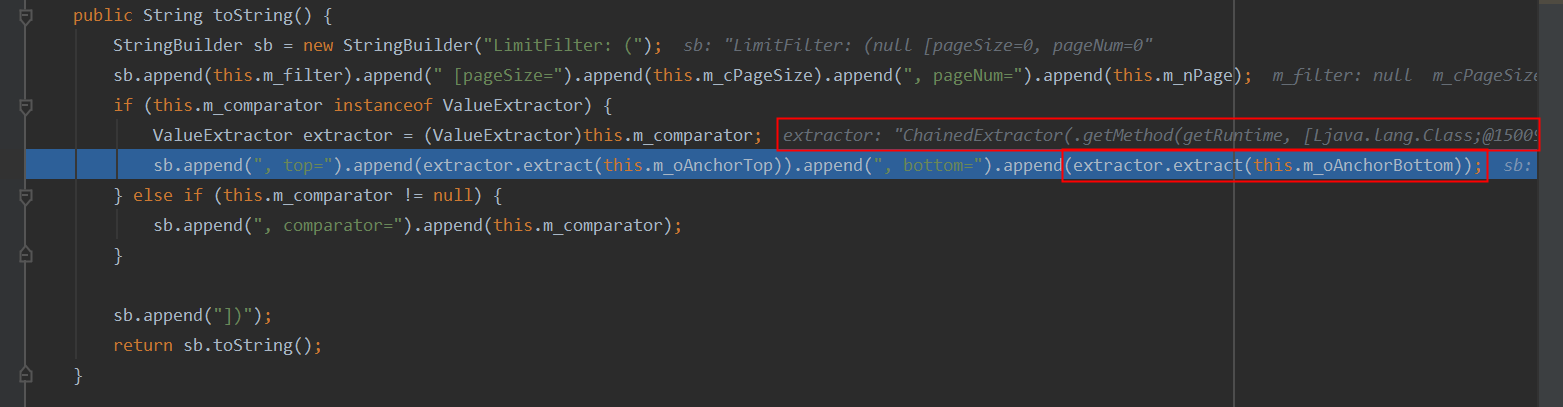 public String toString() {
StringBuilder sb = new StringBuilder("LimitFilter: ("); sb: "LimitFilter: (null [pageSize=0, pageNum=0"
sb.append(this.m_filter).append(" [pageSize=").append(this.m_cPageSize).append(", pageNum=").append(this.m_nPage); m_filter: null m_cPageSize
if (this.m_comparator instanceof ValueExtractor) {
ValueExtractor extractor = (ValueExtractor)this.m_comparator; extractor: "ChainedExtractor(.getMethod(getRuntime, [Ljava.lang.Class;@15009
sb.append(", top=").append(extractor.extract(this.m_oAnchorTop)).append(", bottom=").append(extractor.extract(this.m_oAnchorBottom)); sb:
} else if (this.m_comparator != null) {
sb.append(", comparator=").append(this.m_comparator);
}
sb.append("])");
return sb.toString();
}